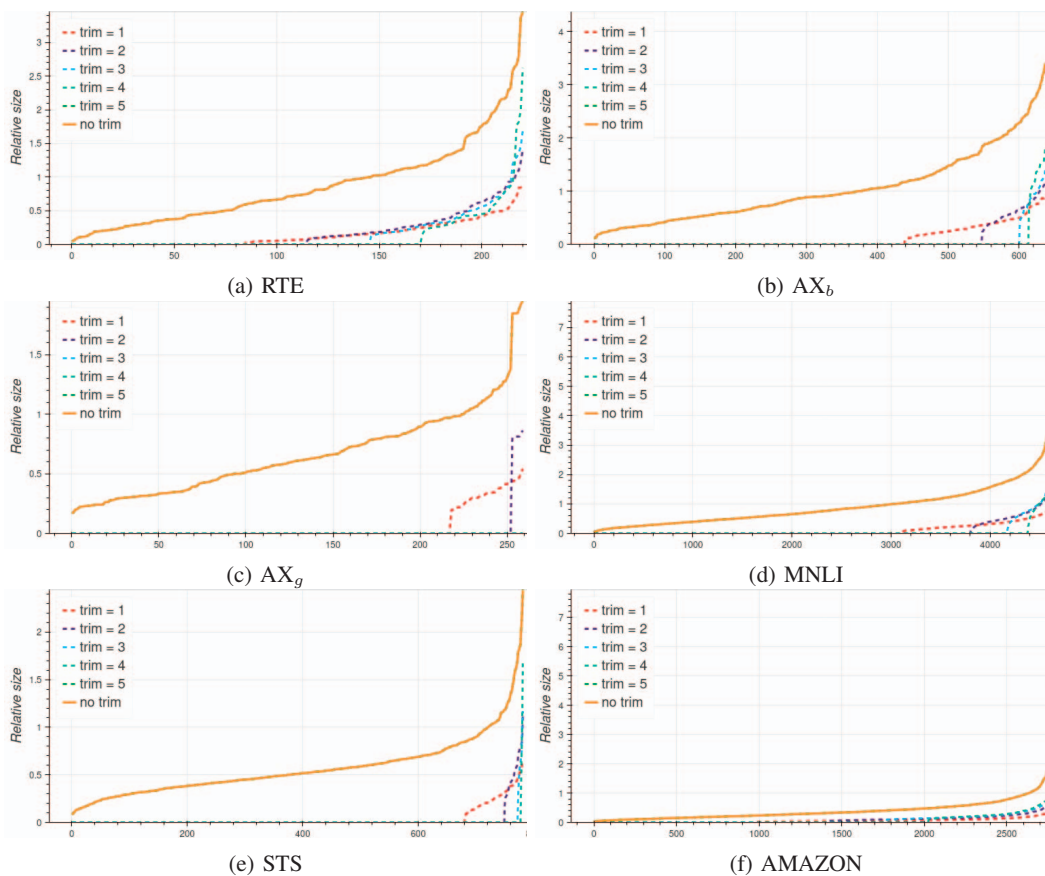 Relative size
3
2.5
2
1.5
1
0.5
0
trim = 1
trim = 2
trim = 3
trim = 4
trim = 5
no trim
0 50 100 150 200
(a) RTE
Relative size
4
3
2
1
0
trim = 1
trim = 2
trim = 3
trim = 4
trim = 5
no trim
0 100 200 300 400 500 600
(b) AXb
Relative size
1.5
1
0.5
0
trim = 1
trim = 2
trim = 3
trim = 4
trim = 5
no trim
0 50 100 150 200 250
(c) AXg
Relative size
7
6
5
4
3
2
1
0
trim = 1
trim = 2
trim = 3
trim = 4
trim = 5
no trim
0 1000 2000 3000 4000
(d) MNLI
Relative size
2
1.5
1
0.5
0
trim = 1
trim = 2
trim = 3
trim = 4
trim = 5
no trim
0 200 400 600
(e) STS
Relative size
7
6
5
4
3
2
1
0
trim = 1
trim = 2
trim = 3
trim = 4
trim = 5
no trim
0 500 1000 1500 2000 2500
(f) AMAZON